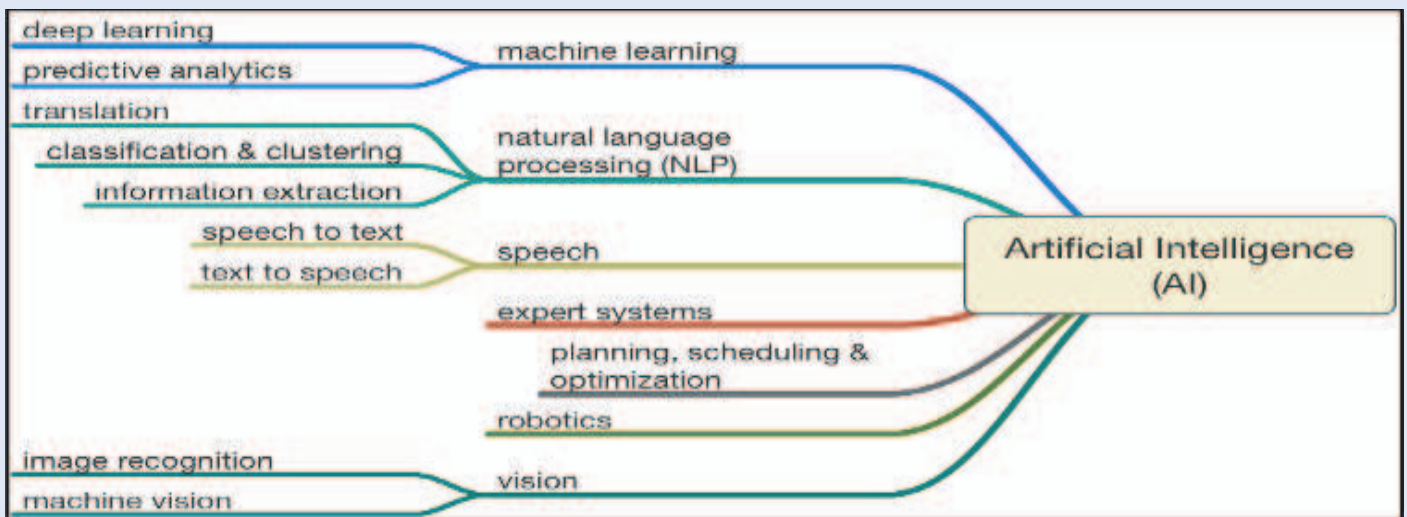 deep learning
predictive analytics
machine learning
translation
classification & clustering
information extraction
natural language
processing (NLP)
speech to text
text to speech
speech
expert systems
planning, scheduling &
optimization
robotics
image recognition
machine vision
vision
Artificial Intelligence
(AI)